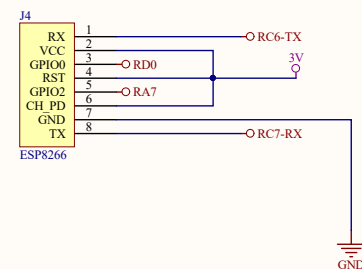 J4
RX 1 RC6-TX
VCC 2
GPIO0 3 RD0 3V
RST 4
GPIO2 5 RA7
CH_PD 6
GND 7
TX 8 RC7-RX
ESP8266
GND